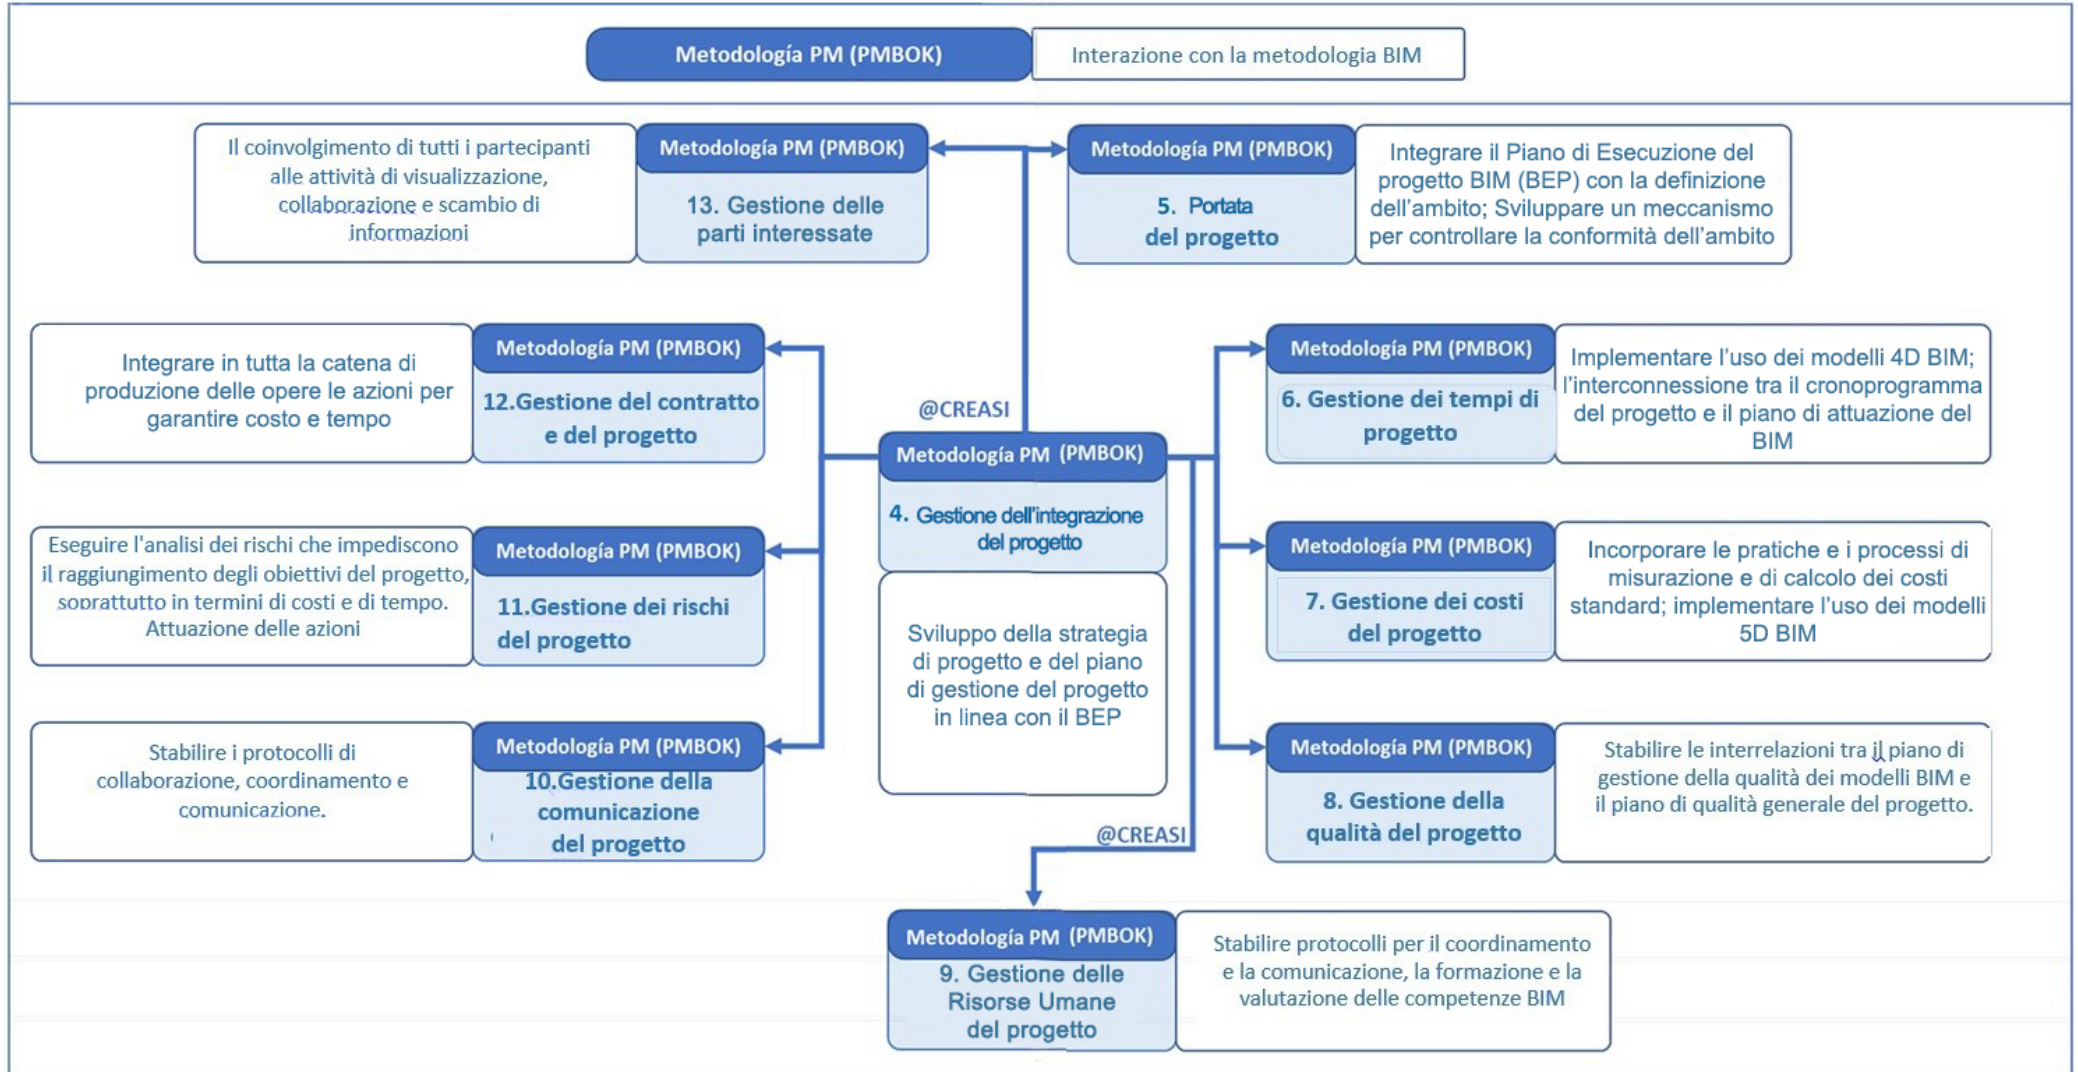 Metodología PM (PMBOK)
Interazione con la metodologia BIM
Il coinvolgimento di tutti i partecipanti
alle attività di visualizzazione,
collaborazione e scambio di
informazioni
Metodología PM (PMBOK)
13. Gestione delle
parti interessate
Metodología PM (PMBOK)
5. Portata
del progetto
Integrare il Piano di Esecuzione del
progetto BIM (BEP) con la definizione
dell'ambito; Sviluppare un meccanismo
per controllare la conformità dell'ambito
Integrare in tutta la catena di
produzione delle opere le azioni per
garantire costo e tempo
Metodología PM (PMBOK)
12.Gestione del contratto
e del progetto
@CREASI
Metodología PM (PMBOK)
4. Gestione dell'integrazione
del progetto
Sviluppo della strategia
di progetto e del piano
di gestione del progetto
in linea con il BEP
Metodología PM (PMBOK)
6. Gestione dei tempi di
progetto
Implementare l'uso dei modelli 4D BIM;
l'interconnessione tra il cronoprogramma
del progetto e il piano di attuazione del
BIM
Eseguire l'analisi dei rischi che impediscono
il raggiungimento degli obiettivi del progetto,
soprattutto in termini di costi e di tempo.
Attuazione delle azioni
Metodología PM (PMBOK)
11.Gestione dei rischi
del progetto
Metodología PM (PMBOK)
7. Gestione dei costi
del progetto
Incorporare le pratiche e i processi di
misurazione e di calcolo dei costi
standard; implementare l'uso dei modelli
5D BIM
Stabilire i protocolli di
collaborazione, coordinamento e
comunicazione.
Metodología PM (PMBOK)
10.Gestione della
comunicazione
del progetto
Metodología PM (PMBOK)
8. Gestione della
qualità del progetto
Stabilire le interrelazioni tra il piano di
gestione della qualità dei modelli BIM e
il piano di qualità generale del progetto.
@CREASI
Metodología PM (PMBOK)
9. Gestione delle
Risorse Umane
del progetto
Stabilire protocolli per il coordinamento
e la comunicazione, la formazione e la
valutazione delle competenze BIM